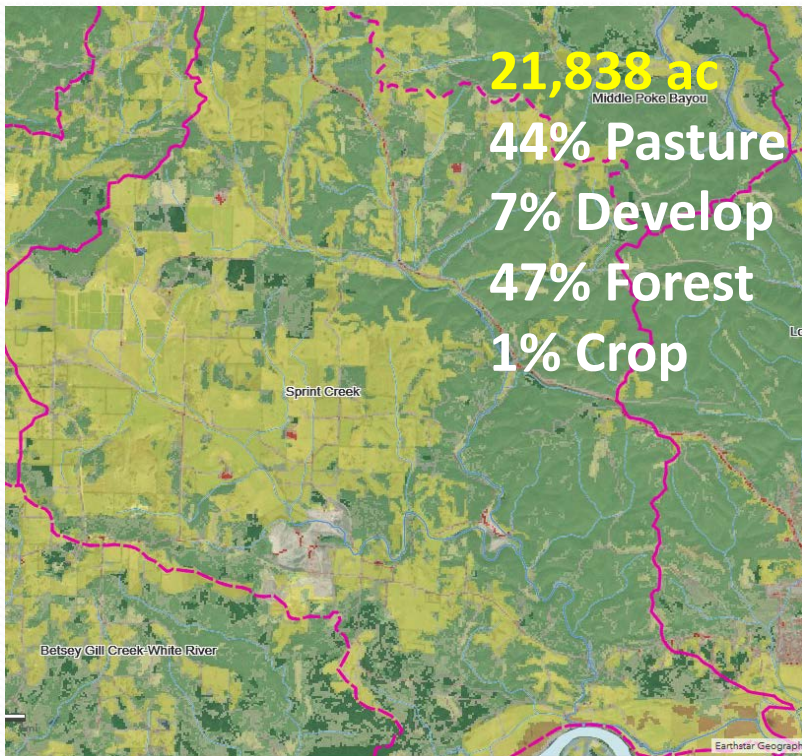 21,838 ac
Middle Poke Bayou
44% Pasture
7% Develop
47% Forest
1% Crop
Sprint Creek
Betsey Gill Creek-White River
Earthstar Geograph